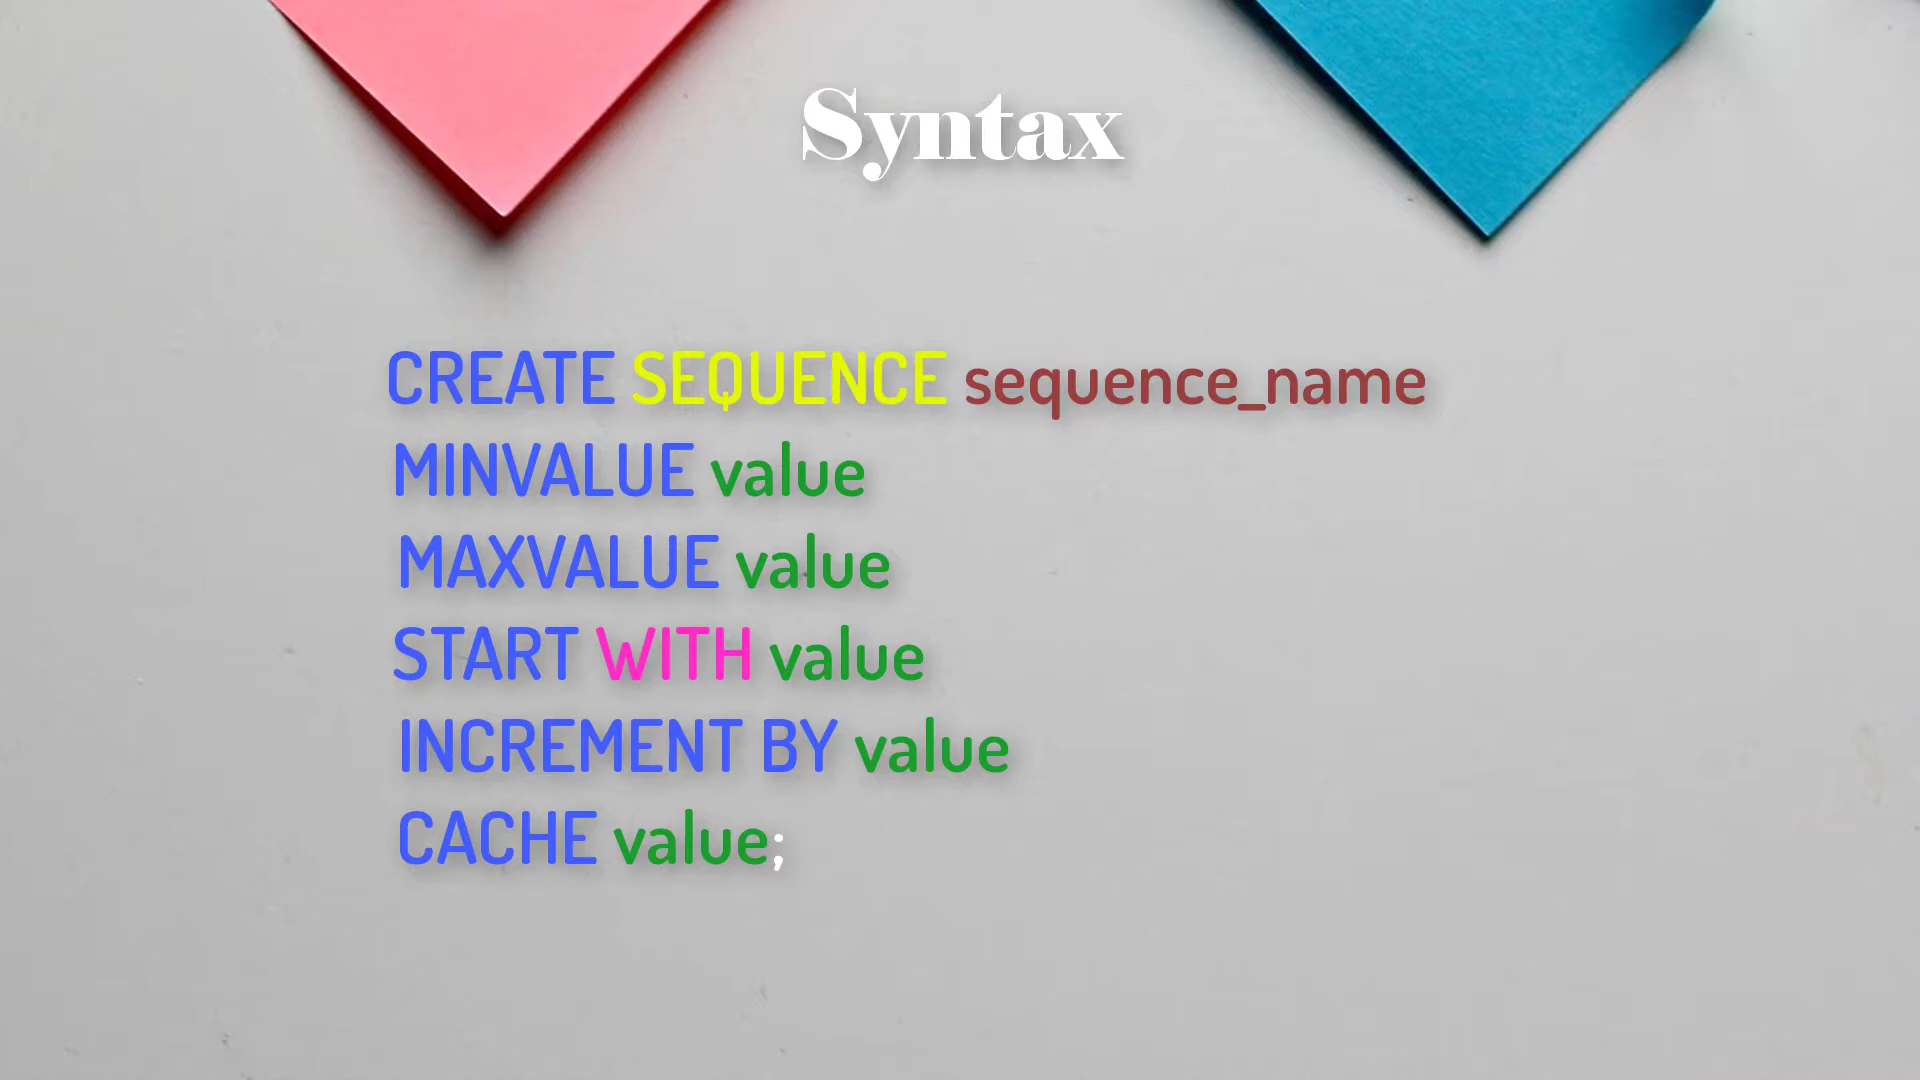 Syntax
CREATE SEQUENCE sequence_name
MINVALUE value
MAXVALUE value
START WITH value
INCREMENT BY value
CACHE value;